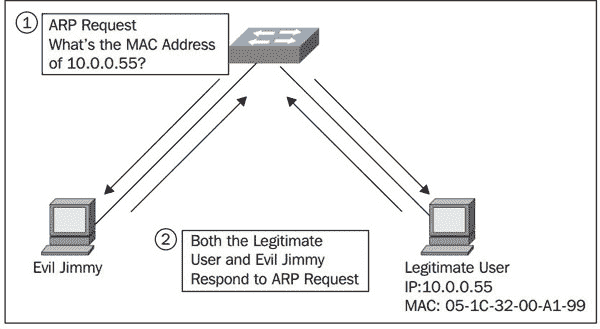 1
ARP Request
What's the MAC Address
of 10.0.0.55?
2
Both the Legitimate
User and Evil Jimmy
Respond to ARP Request
Evil Jimmy
Legitimate User
IP:10.0.0.55
MAC: 05-1C-32-00-A1-99